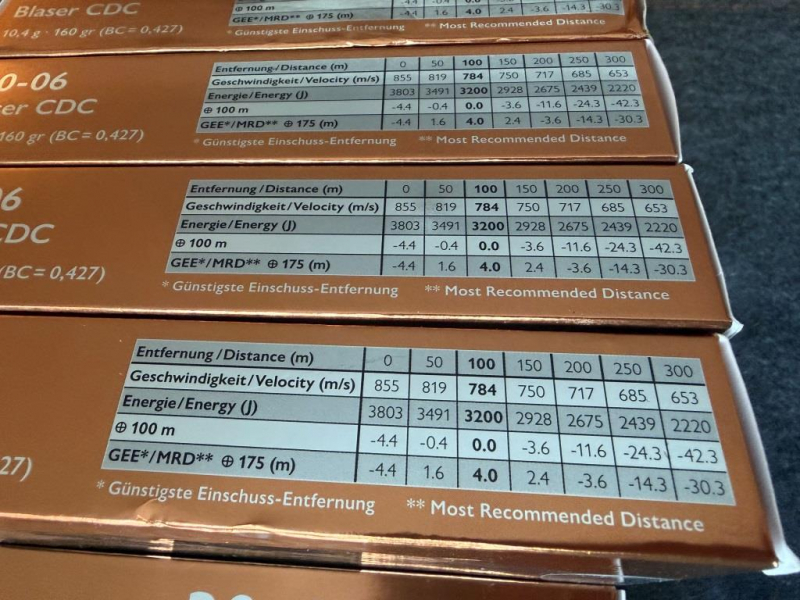 Blaser CDC
10,4 g · 160 gr (BC = 0,427)
⊕ 100 m -4.4 -0.4 0.0 -3.6 -11.6 -24.3 -42.3
GEE*/MRD** ⊕ 175 (m) -4.4 1.6 4.0 2.4 -3.6 -14.3 -30.3
* Günstigste Einschuss-Entfernung ** Most Recommended Distance
0-06
ser CDC
160 gr (BC = 0,427)
Entfernung/Distance (m) 0 50 100 150 200 250 300
Geschwindigkeit/Velocity (m/s) 855 819 784 750 717 685 653
Energie/Energy (J) 3803 3491 3200 2928 2675 2439 2220
⊕ 100 m -4.4 -0.4 0.0 -3.6 -11.6 -24.3 -42.3
GEE*/MRD** ⊕ 175 (m) -4.4 1.6 4.0 2.4 -3.6 -14.3 -30.3
* Günstigste Einschuss-Entfernung ** Most Recommended Distance
06
CDC
(BC = 0,427)
Entfernung/Distance (m) 0 50 100 150 200 250 300
Geschwindigkeit/Velocity (m/s) 855 819 784 750 717 685 653
Energie/Energy (J) 3803 3491 3200 2928 2675 2439 2220
⊕ 100 m -4.4 -0.4 0.0 -3.6 -11.6 -24.3 -42.3
GEE*/MRD** ⊕ 175 (m) -4.4 1.6 4.0 2.4 -3.6 -14.3 -30.3
* Günstigste Einschuss-Entfernung ** Most Recommended Distance
27)
Entfernung/Distance (m) 0 50 100 150 200 250 300
Geschwindigkeit/Velocity (m/s) 855 819 784 750 717 685 653
Energie/Energy (J) 3803 3491 3200 2928 2675 2439 2220
⊕ 100 m -4.4 -0.4 0.0 -3.6 -11.6 -24.3 -42.3
GEE*/MRD** ⊕ 175 (m) -4.4 1.6 4.0 2.4 -3.6 -14.3 -30.3
* Günstigste Einschuss-Entfernung ** Most Recommended Distance